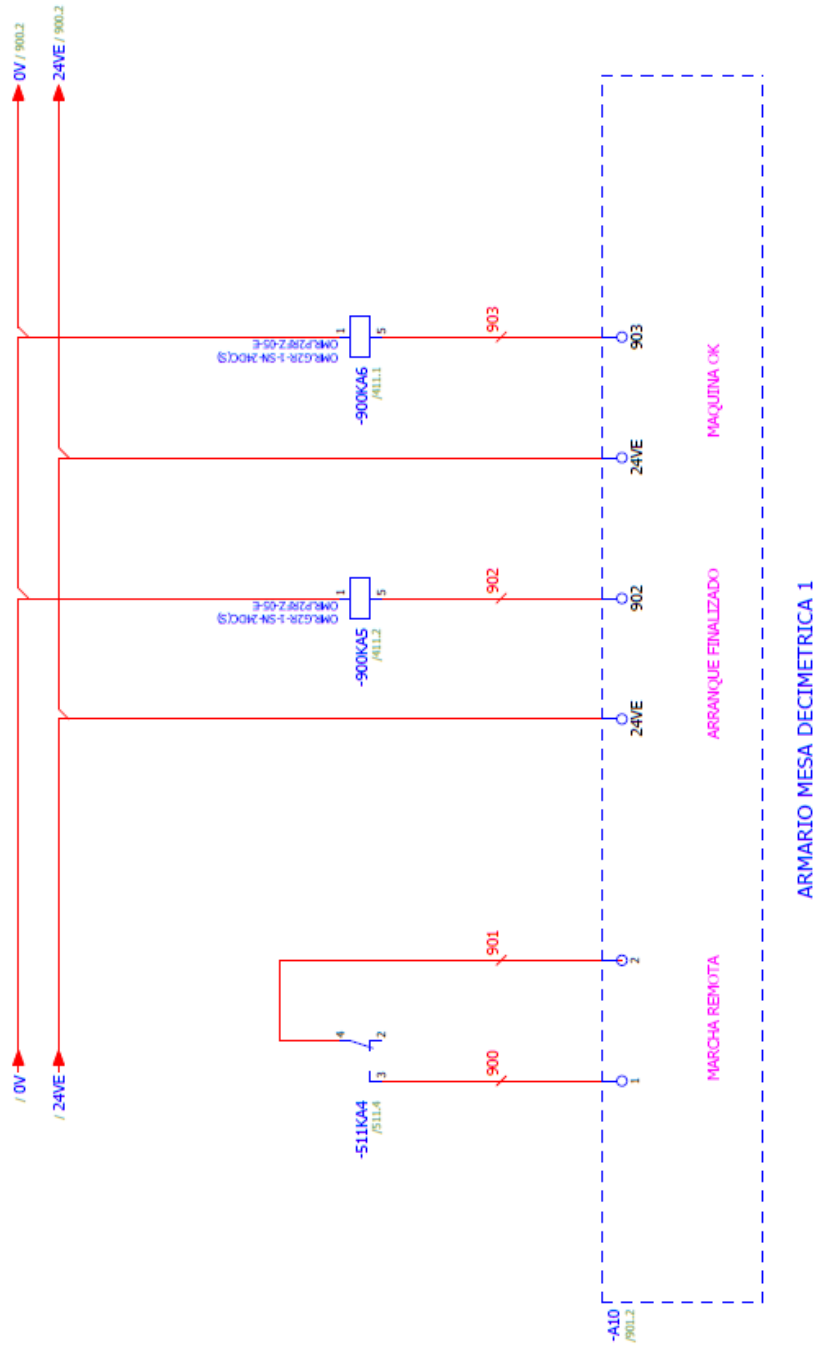 / 0V
0V / 900.2
/ 24VE
24VE / 900.2
-511KA4
/511.4
3
4
2
900
901
-900KA5
/411.2
OMR.G2R-1-SN-24DC(S)
OMR.P2RFZ-05-E
1
5
902
-900KA6
/411.1
OMR.G2R-1-SN-24DC(S)
OMR.P2RFZ-05-E
1
5
903
-A10
/901.2
1
2
24VE
902
24VE
903
MARCHA REMOTA
ARRANQUE FINALIZADO
MAQUINA OK
ARMARIO MESA DECIMETRICA 1